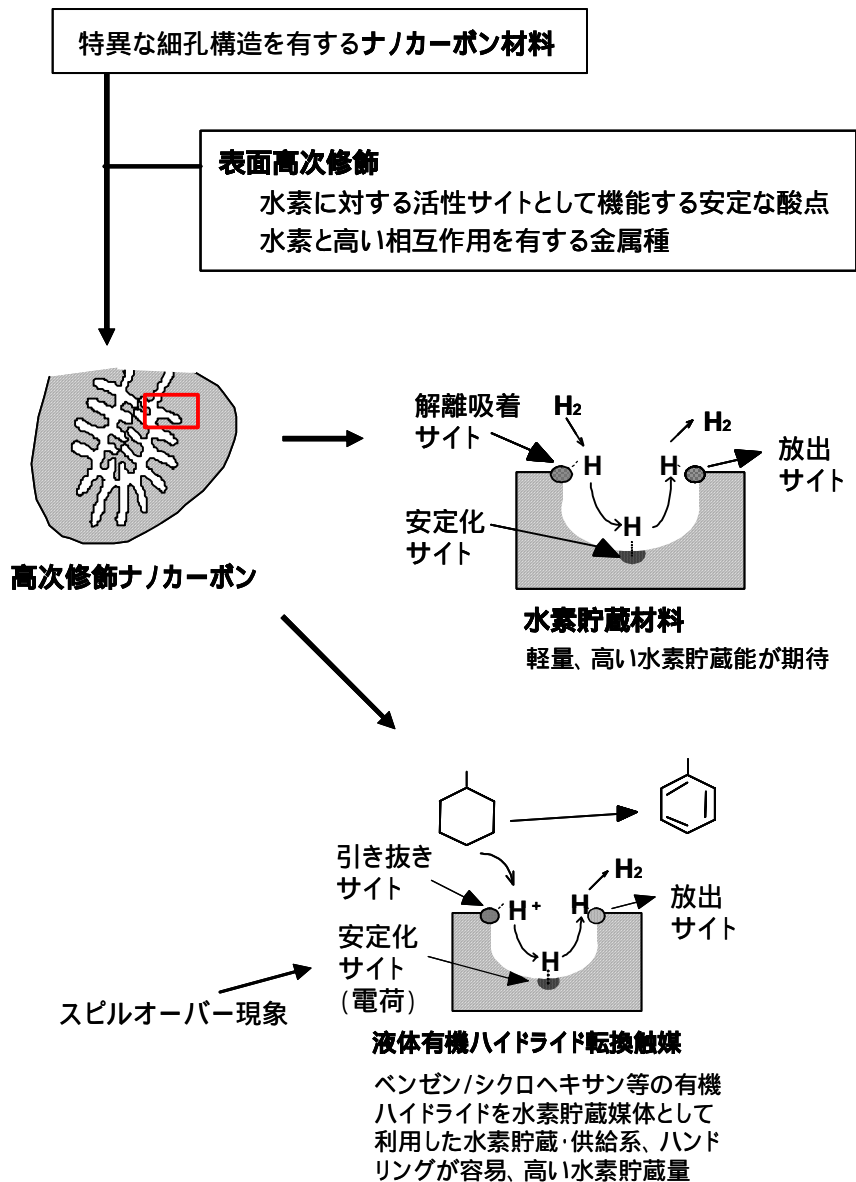 特異な細孔構造を有するナノカーボン材料
表面高次修飾
水素に対する活性サイトとして機能する安定な酸点
水素と高い相互作用を有する金属種
解離吸着
サイト
H2
H2
H
H
放出
サイト
安定化
サイト
H
高次修飾ナノカーボン
水素貯蔵材料
軽量、高い水素貯蔵能が期待
引き抜き
サイト
H2
H+
H
放出
サイト
安定化
サイト
(電荷)
H
スピルオーバー現象
液体有機ハイドライド転換触媒
ベンゼン/シクロヘキサン等の有機
ハイドライドを水素貯蔵媒体として
利用した水素貯蔵・供給系、ハンド
リングが容易、高い水素貯蔵量